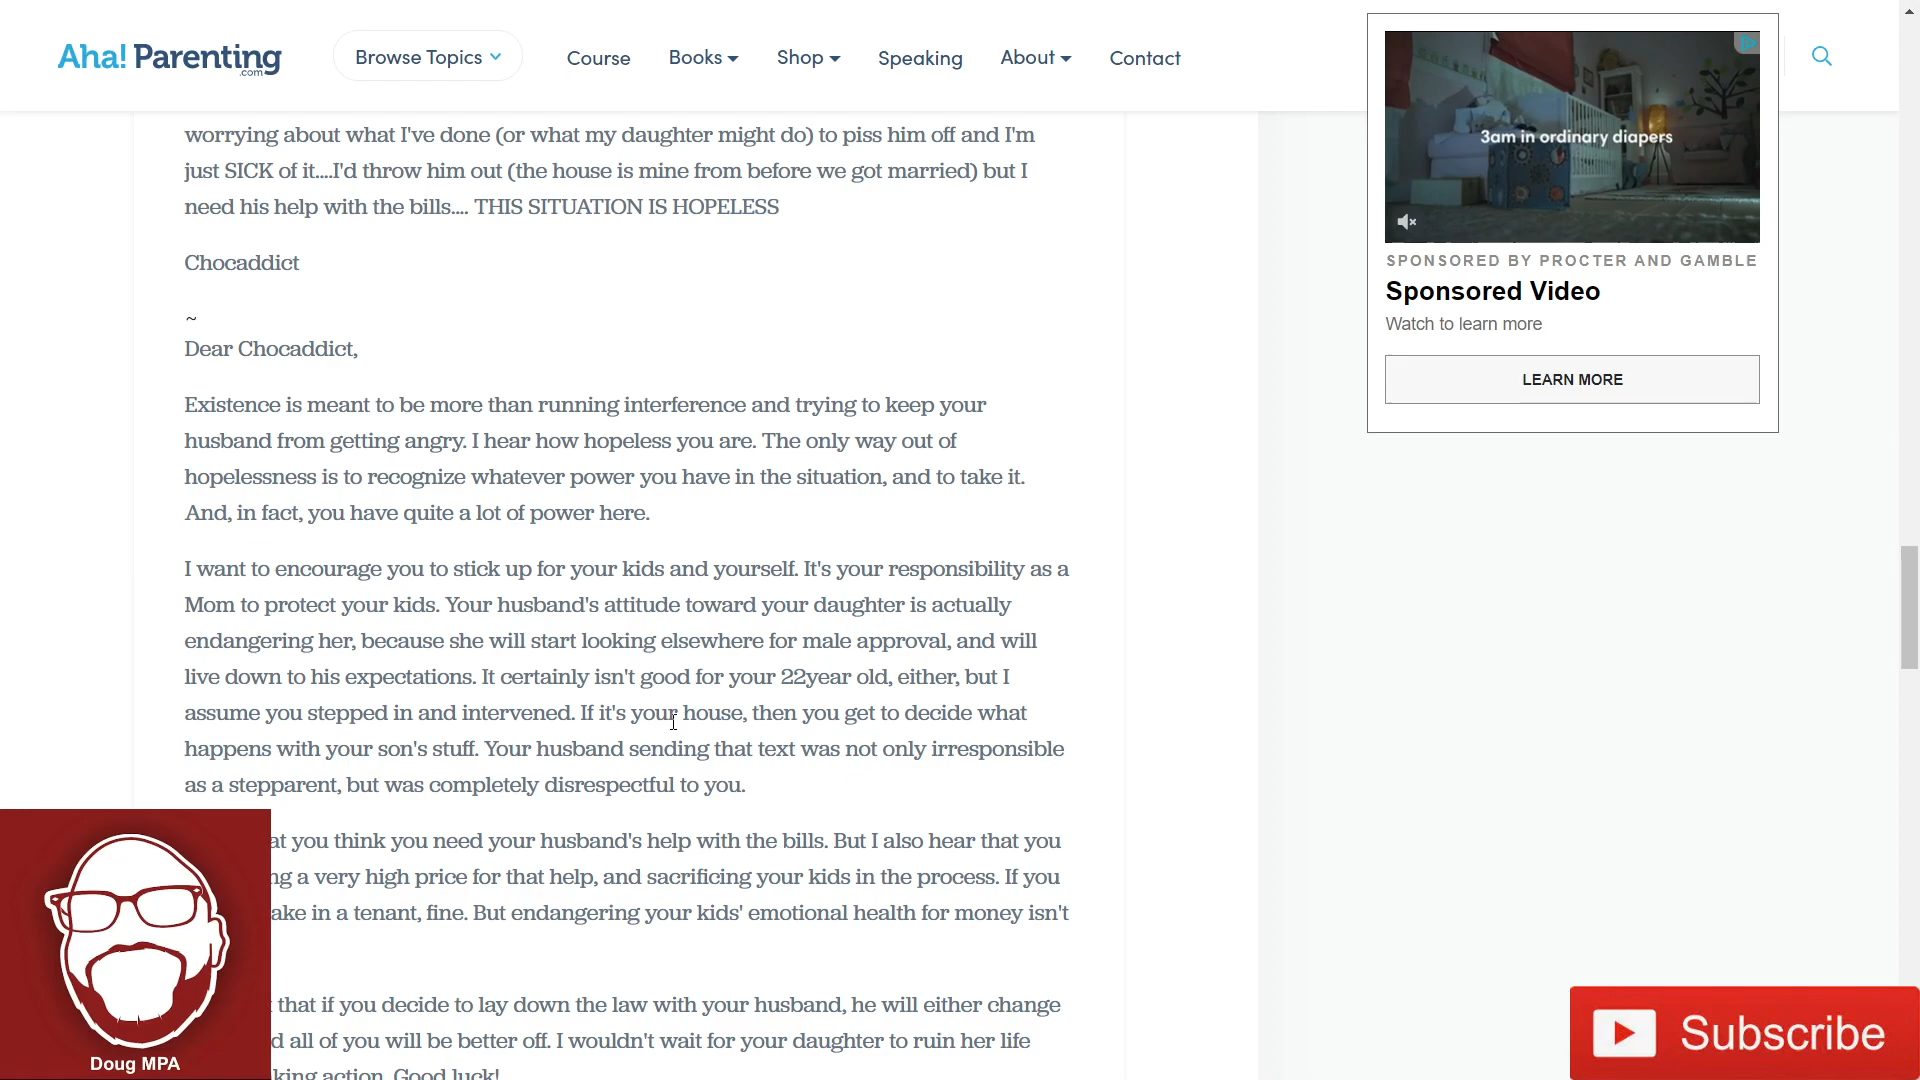 Aha! Parenting
.com
Browse Topics
Course
Books
Shop
Speaking
About
Contact
worrying about what I've done (or what my daughter might do) to piss him off and I'm
just SICK of it....I'd throw him out (the house is mine from before we got married) but I
need his help with the bills.... THIS SITUATION IS HOPELESS
Chocaddict
~
Dear Chocaddict,
Existence is meant to be more than running interference and trying to keep your
husband from getting angry. I hear how hopeless you are. The only way out of
hopelessness is to recognize whatever power you have in the situation, and to take it.
And, in fact, you have quite a lot of power here.
I want to encourage you to stick up for your kids and yourself. It's your responsibility as a
Mom to protect your kids. Your husband's attitude toward your daughter is actually
endangering her, because she will start looking elsewhere for male approval, and will
live down to his expectations. It certainly isn't good for your 22year old, either, but I
assume you stepped in and intervened. If it's your house, then you get to decide what
happens with your son's stuff. Your husband sending that text was not only irresponsible
as a stepparent, but was completely disrespectful to you.
you think you need your husband's help with the bills. But I also hear that you
a very high price for that help, and sacrificing your kids in the process. If you
in a tenant, fine. But endangering your kids' emotional health for money isn't
that if you decide to lay down the law with your husband, he will either change
all of you will be better off. I wouldn't wait for your daughter to ruin her life
action. Good luck!
3am in ordinary diapers
SPONSORED BY PROCTER AND GAMBLE
Sponsored Video
Watch to learn more
LEARN MORE
Doug MPA
Subscribe